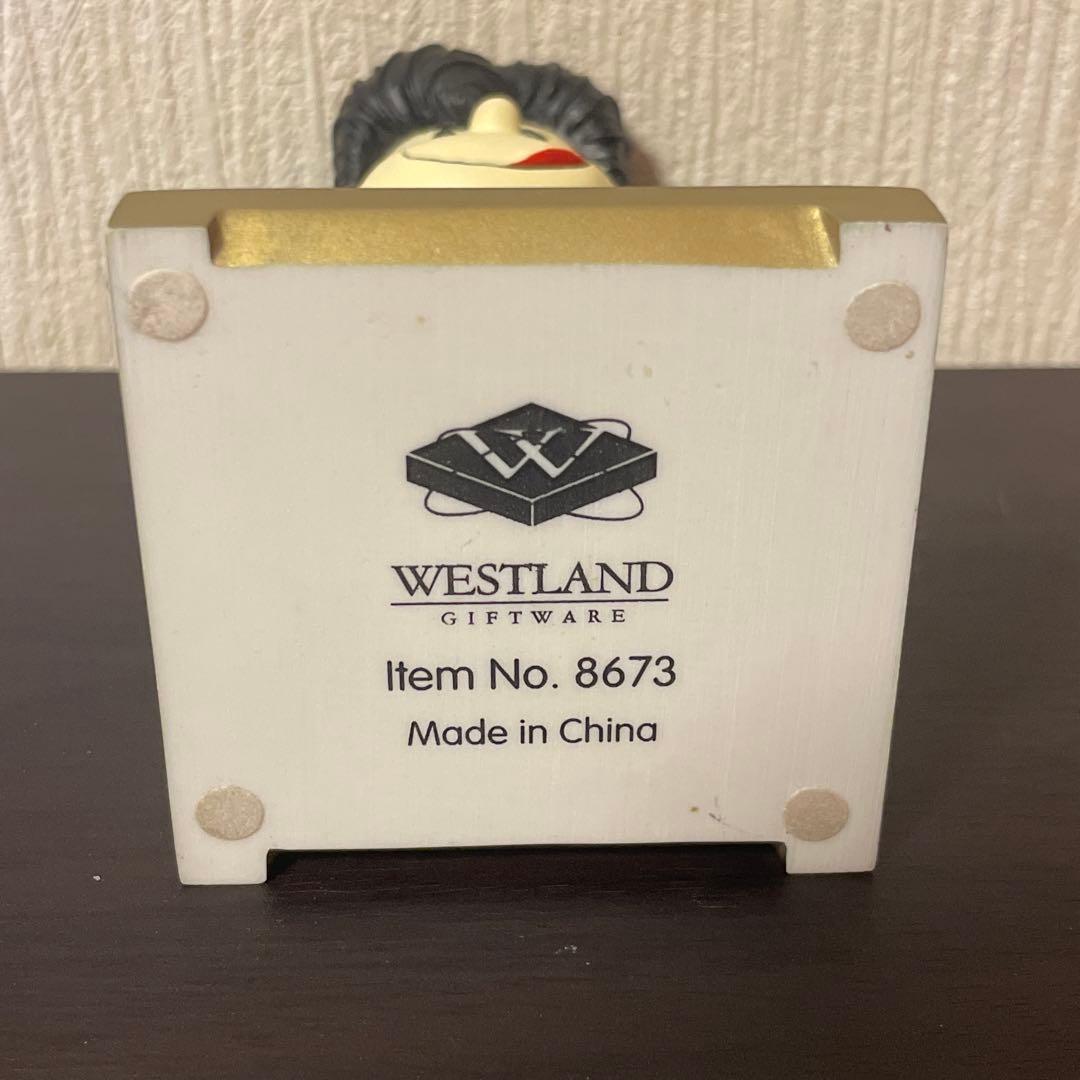 W
WESTLAND
GIFTWARE
Item No. 8673
Made in China